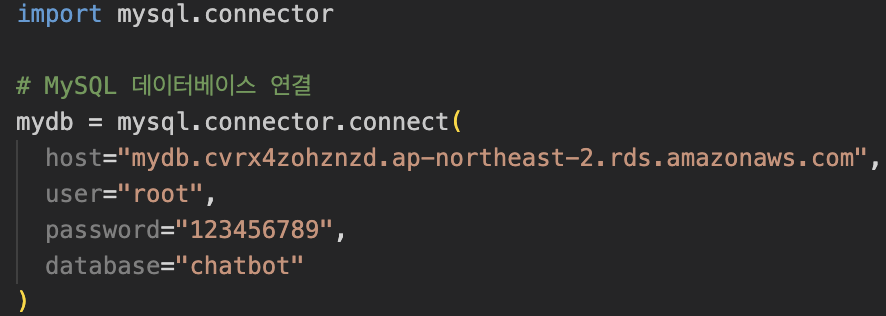 import mysql.connector
# MySQL 데이터베이스 연결
mydb = mysql.connector.connect(
host="mydb.cvrx4zohznzd.ap-northeast-2.rds.amazonaws.com",
user="root",
password="123456789",
database="chatbot"
)